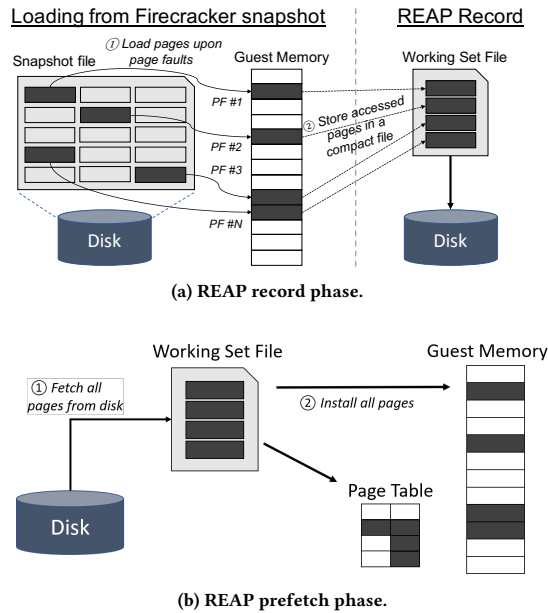 Loading from Firecracker snapshot
REAP Record
Snapshot file
① Load pages upon
page faults
Guest Memory
Working Set File
PF #1
PF #2
PF #3
PF #N
② Store accessed
pages in a
compact file
Disk
Disk
(a) REAP record phase.
Working Set File
Guest Memory
① Fetch all
pages from disk
② Install all pages
Page Table
Disk
(b) REAP prefetch phase.